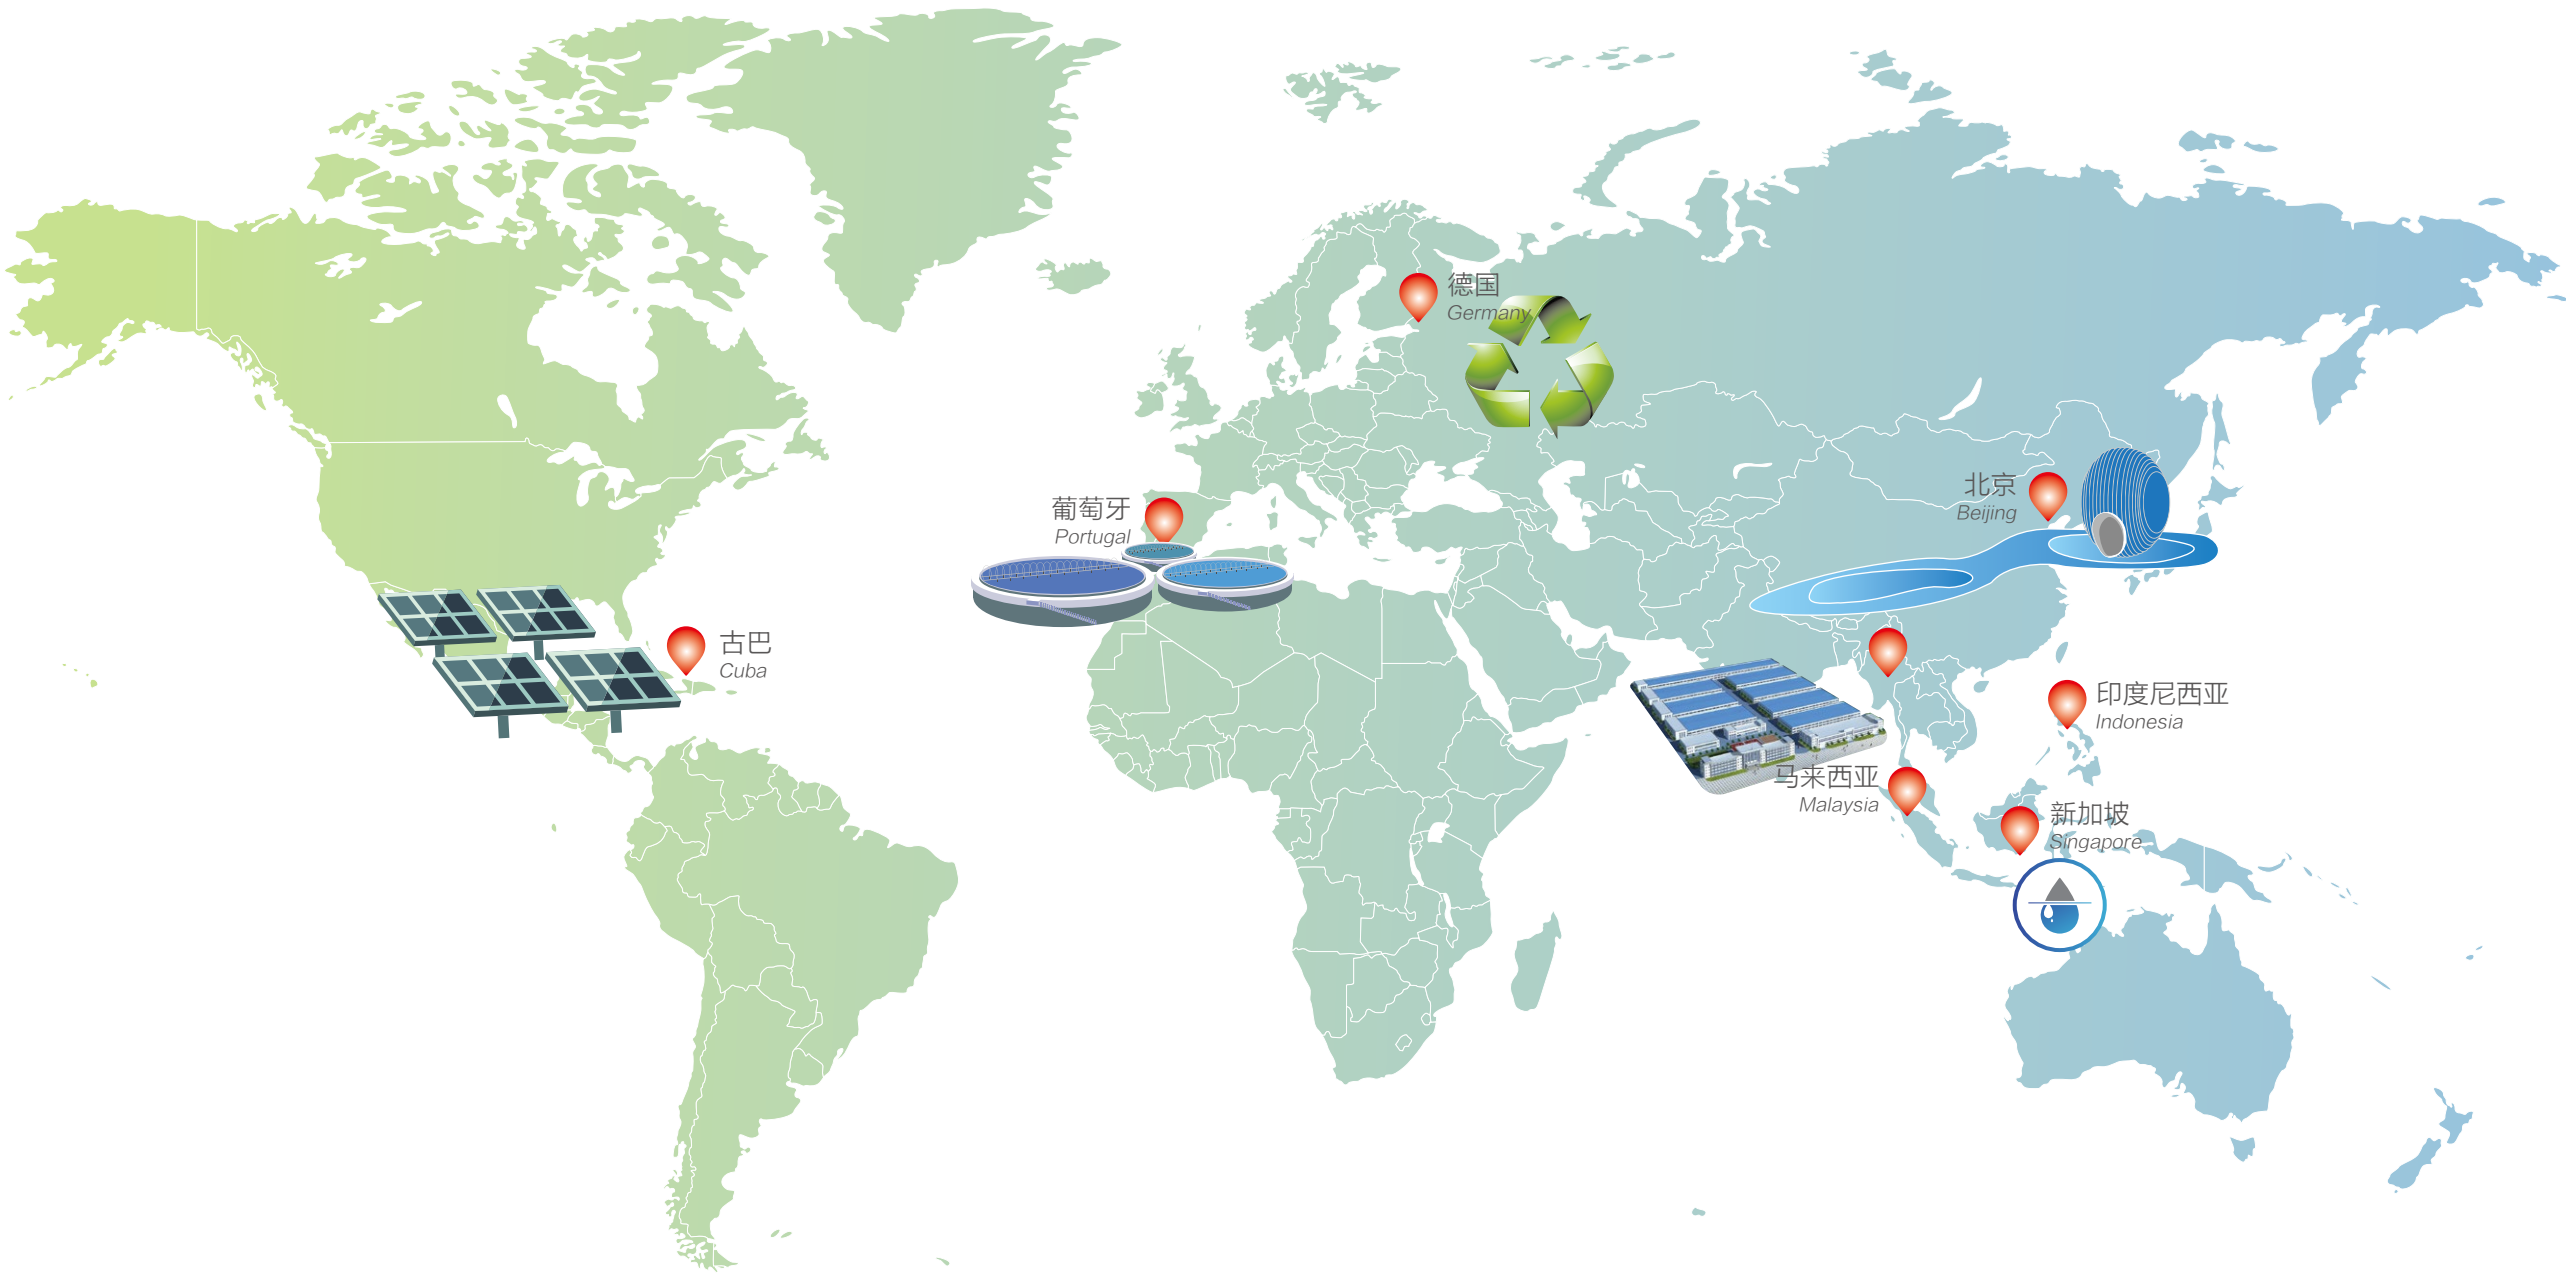 德国
Germany
北京
Beijing
葡萄牙
Portugal
古巴
Cuba
印度尼西亚
Indonesia
马来西亚
Malaysia
新加坡
Singapore